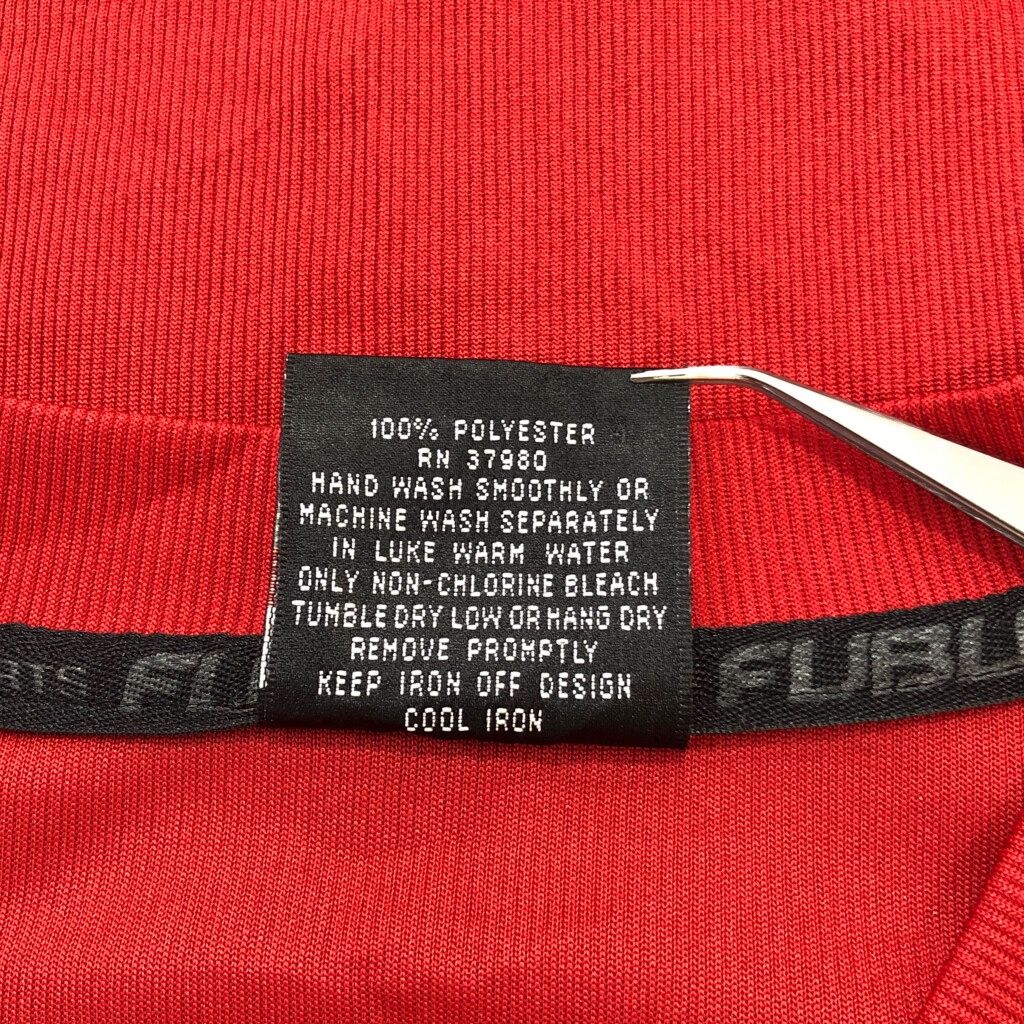 100% POLYESTER
RN 37980
HAND WASH SMOOTHLY OR
MACHINE WASH SEPARATELY
IN LUKE WARM WATER
ONLY NON-CHLORINE BLEACH
TUMBLE DRY LOW OR HANG DRY
REMOVE PROMPTLY
KEEP IRON OFF DESIGN
COOL IRON
FUBU